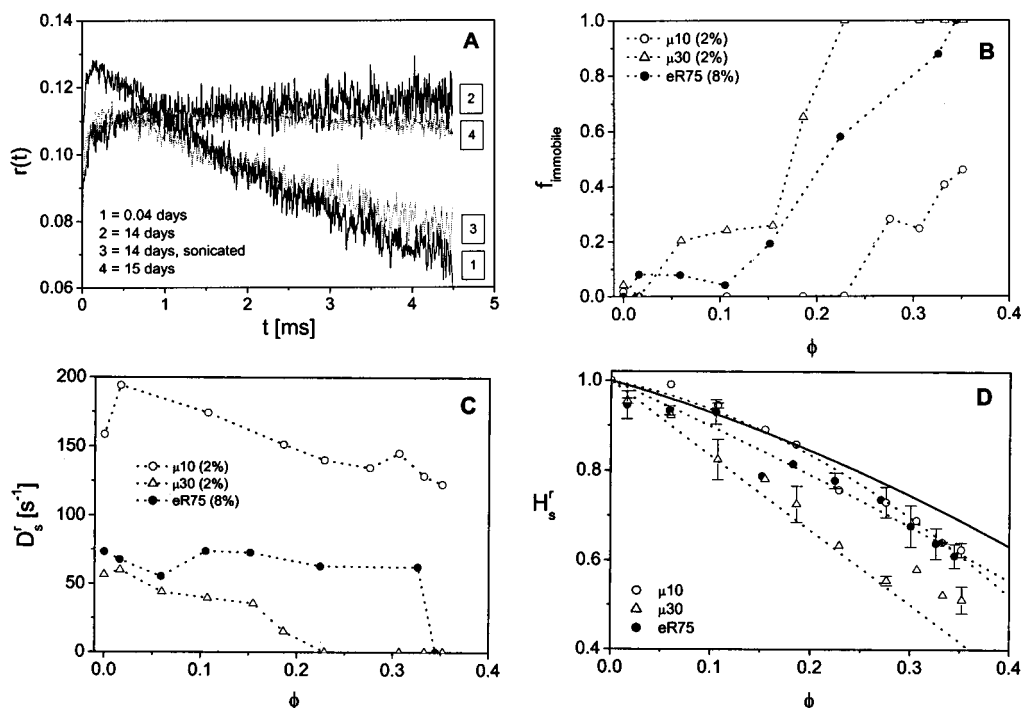 A
r(t)
0.14
0.12
0.10
0.08
0.06
2
4
3
1
1 = 0.04 days
2 = 14 days
3 = 14 days, sonicated
4 = 15 days
0 1 2 3 4 5
t [ms]
B
f immobile
1.0
0.8
0.6
0.4
0.2
0.0
μ10 (2%)
μ30 (2%)
eR75 (8%)
0.0 0.1 0.2 0.3 0.4
ϕ
C
D_s^r [s⁻¹]
200
150
100
50
0
μ10 (2%)
μ30 (2%)
eR75 (8%)
0.0 0.1 0.2 0.3 0.4
ϕ
D
H_s^r
1.0
0.8
0.6
0.4
μ10
μ30
eR75
0.0 0.1 0.2 0.3 0.4
ϕ